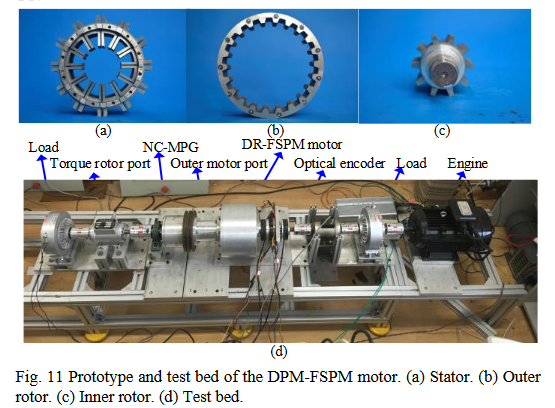 (a)
(b)
(c)
Load
NC-MPG
DR-FSPM motor
Torque rotor port
Outer motor port
Optical encoder
Load
Engine
(d)
Fig. 11 Prototype and test bed of the DPM-FSPM motor. (a) Stator. (b) Outer
rotor. (c) Inner rotor. (d) Test bed.